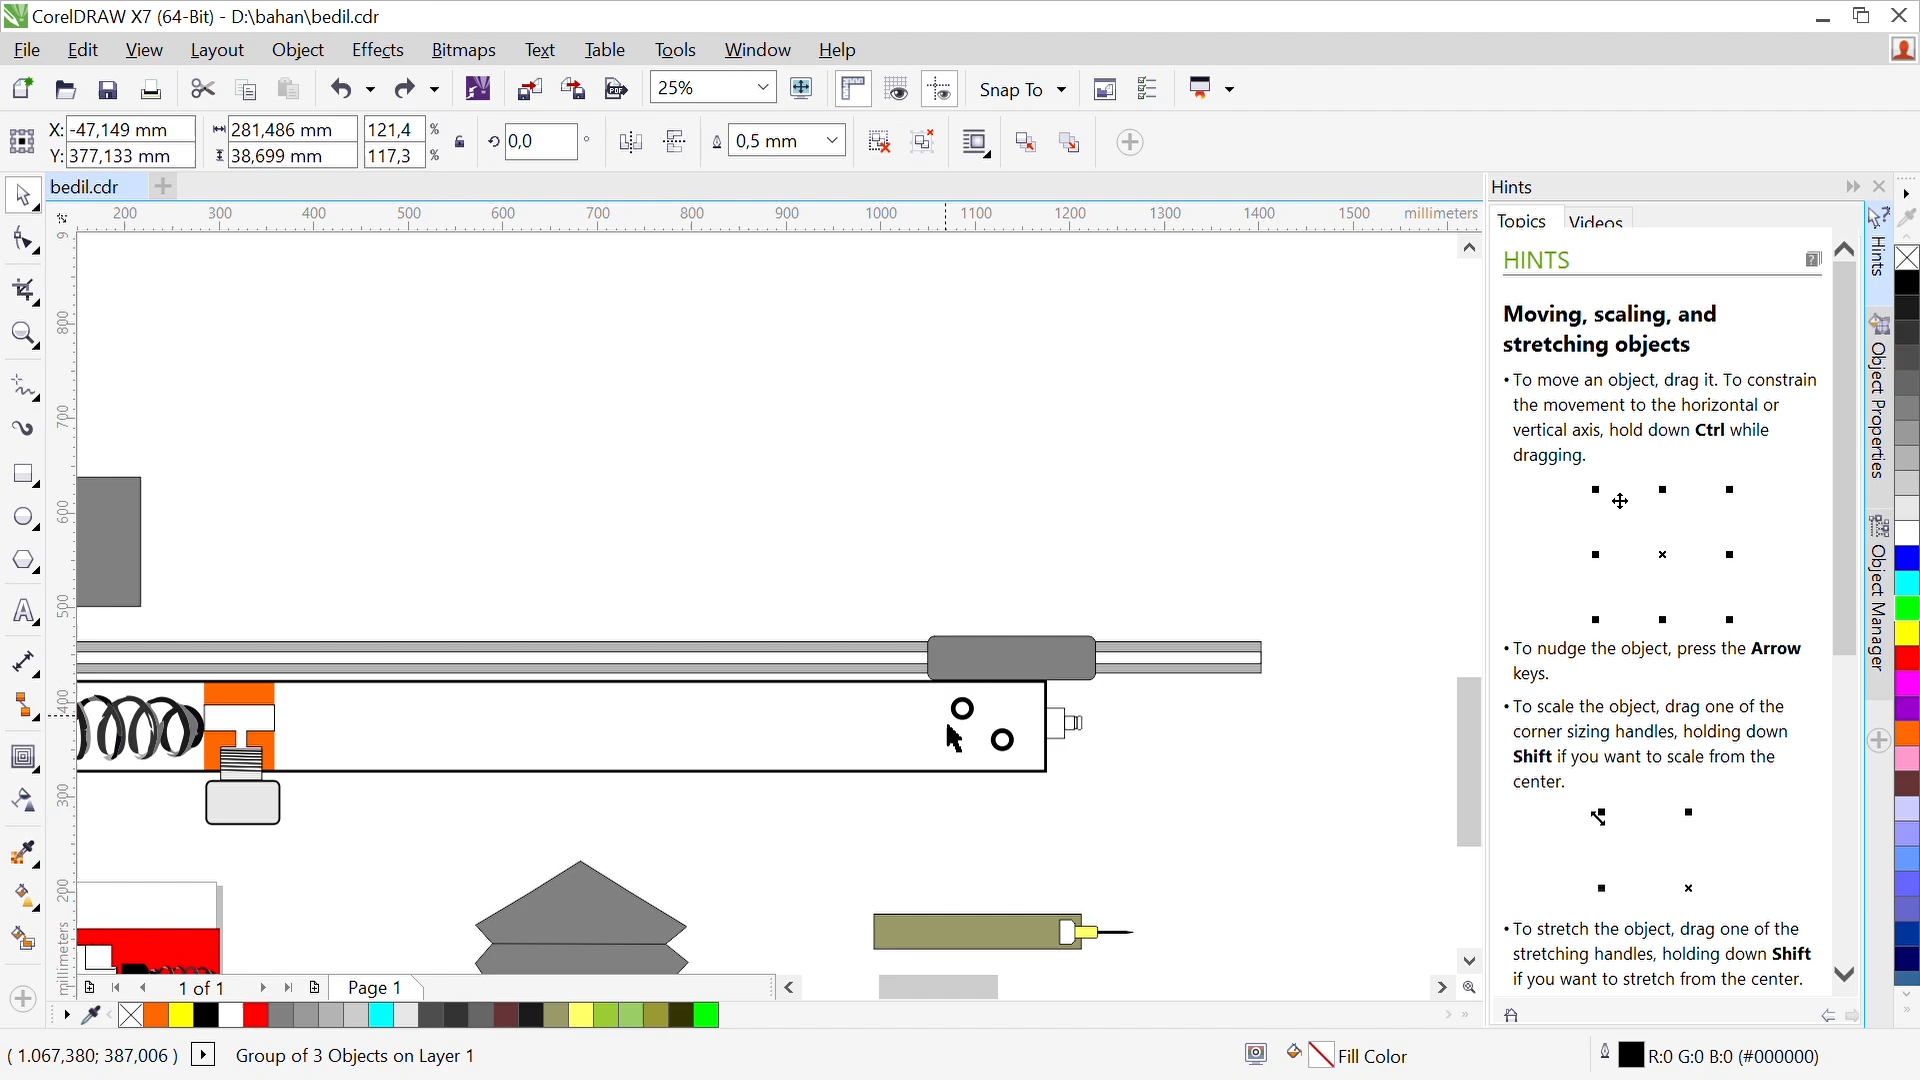 CorelDRAW X7 (64-Bit) - D:\bahan\bedil.cdr
File Edit View Layout Object Effects Bitmaps Text Table Tools Window Help
PDF 25% Snap To
X: -47,149 mm 281,486 mm 121,4 % 0,0 ° 0,5 mm
Y: 377,133 mm 38,699 mm 117,3 %
bedil.cdr
200 300 400 500 600 700 800 900 1000 1100 1200 1300 1400 1500 millimeters
9
800
700
600
500
400
300
200
millimeters
Hints
Topics Videos
HINTS
Moving, scaling, and
stretching objects
• To move an object, drag it. To constrain
the movement to the horizontal or
vertical axis, hold down Ctrl while
dragging.
• To nudge the object, press the Arrow
keys.
• To scale the object, drag one of the
corner sizing handles, holding down
Shift if you want to scale from the
center.
• To stretch the object, drag one of the
stretching handles, holding down Shift
if you want to stretch from the center.
Hints
Object Properties
Object Manager
1 of 1 Page 1
( 1.067,380; 387,006 ) Group of 3 Objects on Layer 1 Fill Color R:0 G:0 B:0 (#000000)